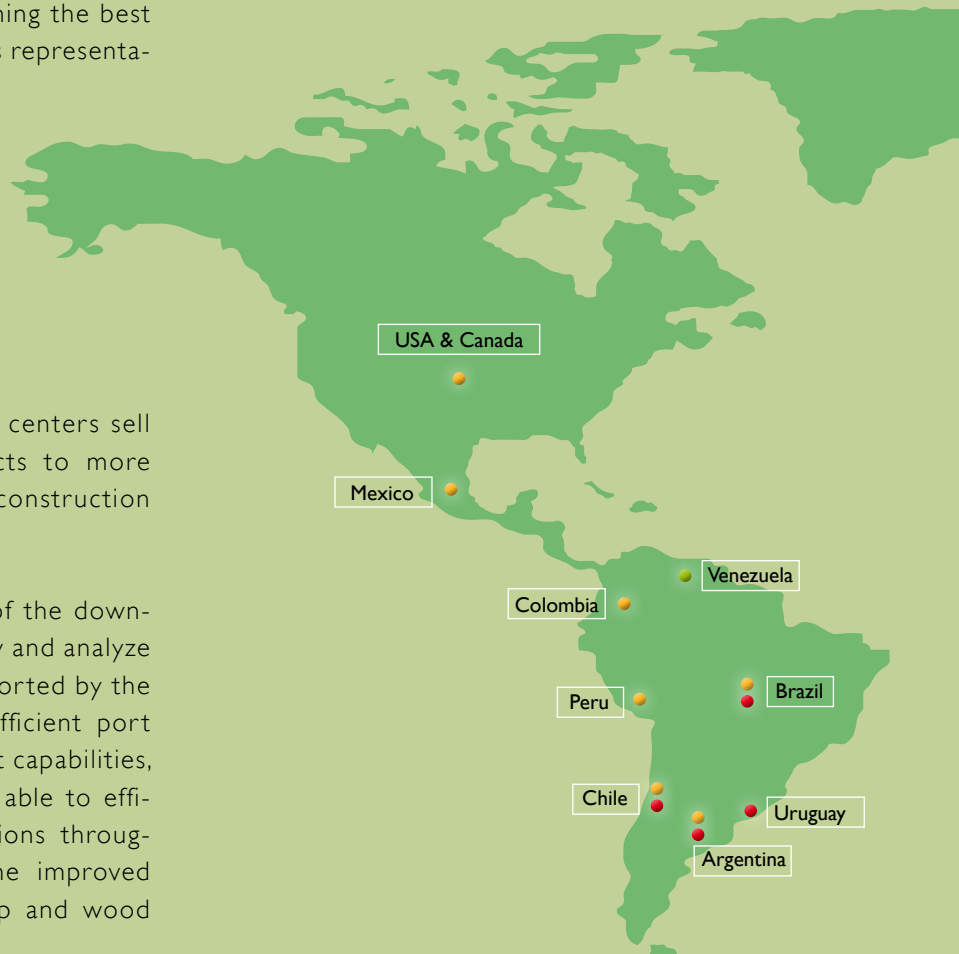 ning the best
s representa-
centers sell
cts to more
construction
of the down-
y and analyze
orted by the
fficient port
t capabilities,
able to effi-
ions throug-
ne improved
p and wood
USA & Canada
Mexico
Venezuela
Colombia
Brazil
Peru
Chile
Uruguay
Argentina